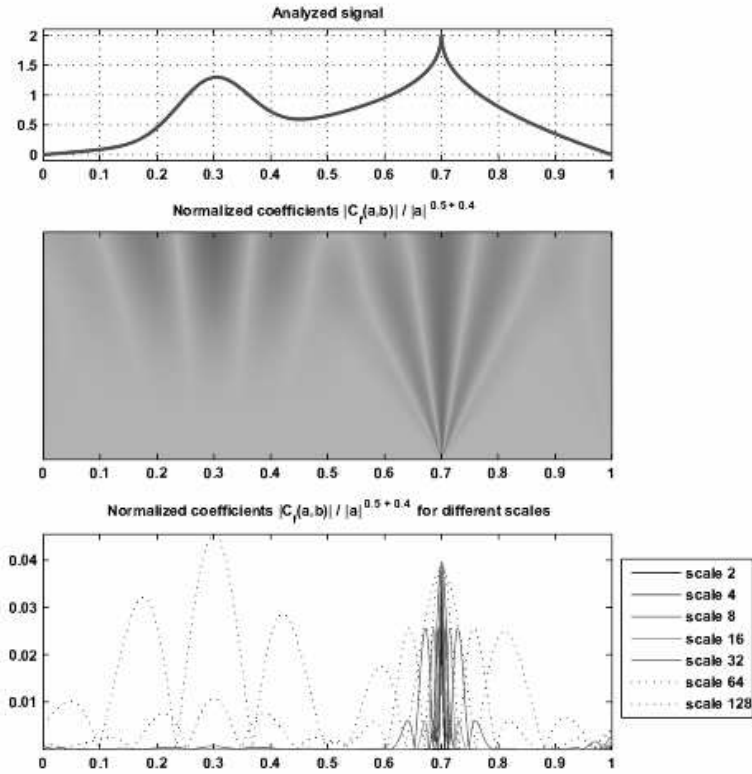 Analyzed signal
2
1.5
1
0.5
0
0 0.1 0.2 0.3 0.4 0.5 0.6 0.7 0.8 0.9 1
Normalized coefficients |C_f(a,b)| / |a|^0.5 + 0.4
0 0.1 0.2 0.3 0.4 0.5 0.6 0.7 0.8 0.9 1
Normalized coefficients |C_f(a,b)| / |a|^0.5 + 0.4 for different scales
0.04
0.03
0.02
0.01
0 0.1 0.2 0.3 0.4 0.5 0.6 0.7 0.8 0.9 1
scale 2
scale 4
scale 8
scale 16
scale 32
scale 64
scale 128